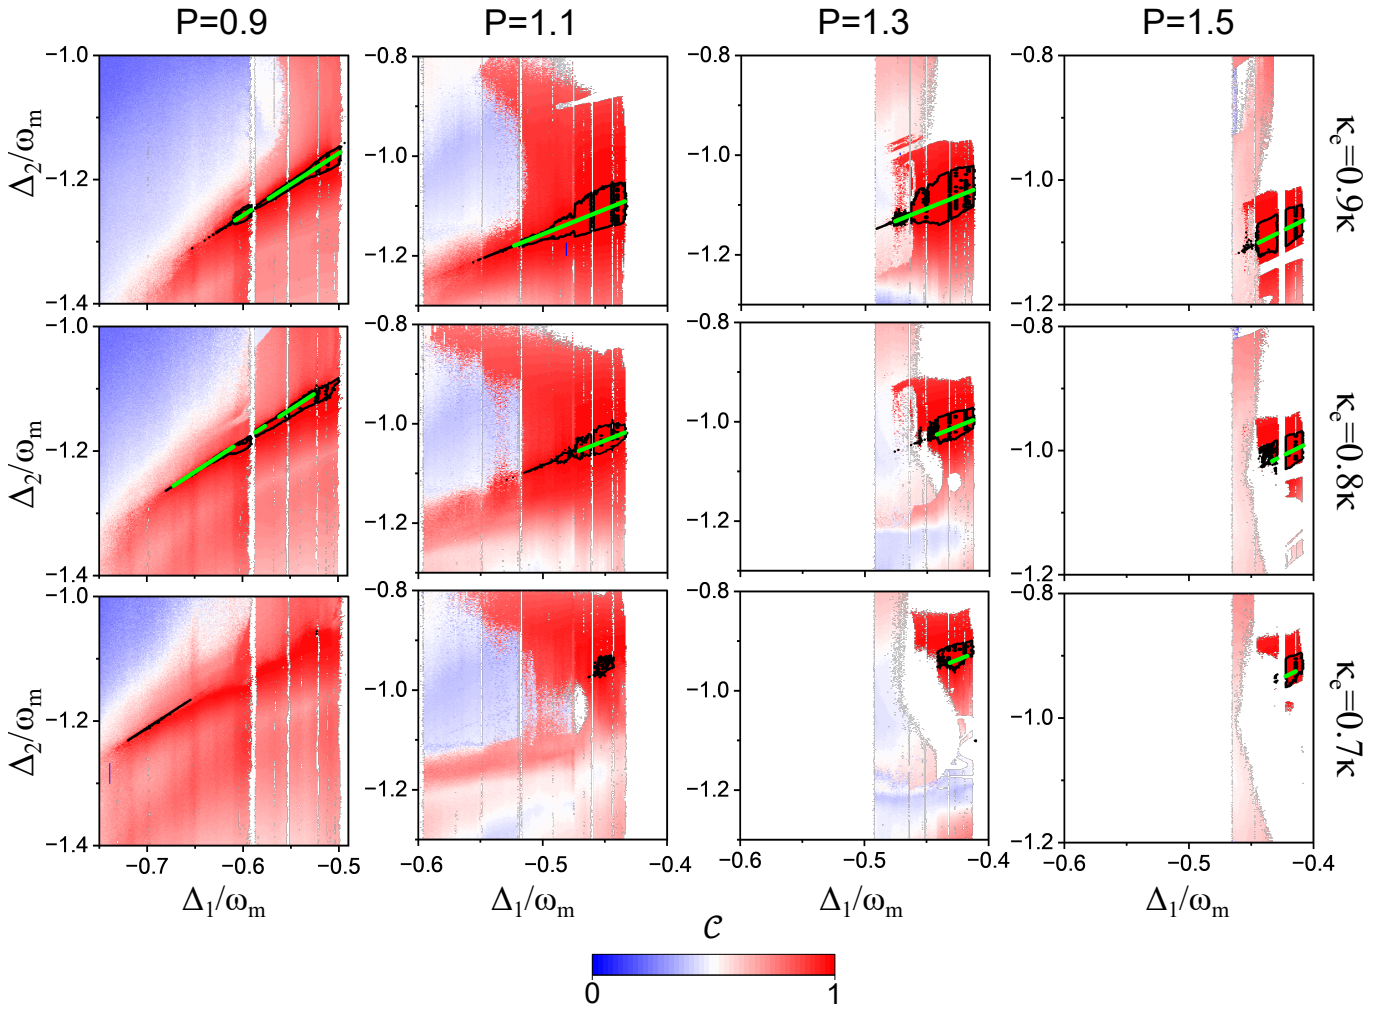 P=0.9 P=1.1 P=1.3 P=1.5
Δ₂/ωₘ −1.0 −1.2 −1.4 −0.8 −1.0 −1.2 −0.8 −1.0 −1.2 −0.8 −1.0 −1.2 κₑ=0.9κ
Δ₂/ωₘ −1.0 −1.2 −1.4 −0.8 −1.0 −1.2 −0.8 −1.0 −1.2 −0.8 −1.0 −1.2 κₑ=0.8κ
Δ₂/ωₘ −1.0 −1.2 −1.4 −0.8 −1.0 −1.2 −0.8 −1.0 −1.2 −0.8 −1.0 −1.2 κₑ=0.7κ
−0.7 −0.6 −0.5 −0.6 −0.5 −0.4 −0.6 −0.5 −0.4 −0.6 −0.5 −0.4
Δ₁/ωₘ Δ₁/ωₘ Δ₁/ωₘ Δ₁/ωₘ
𝒞
0 1